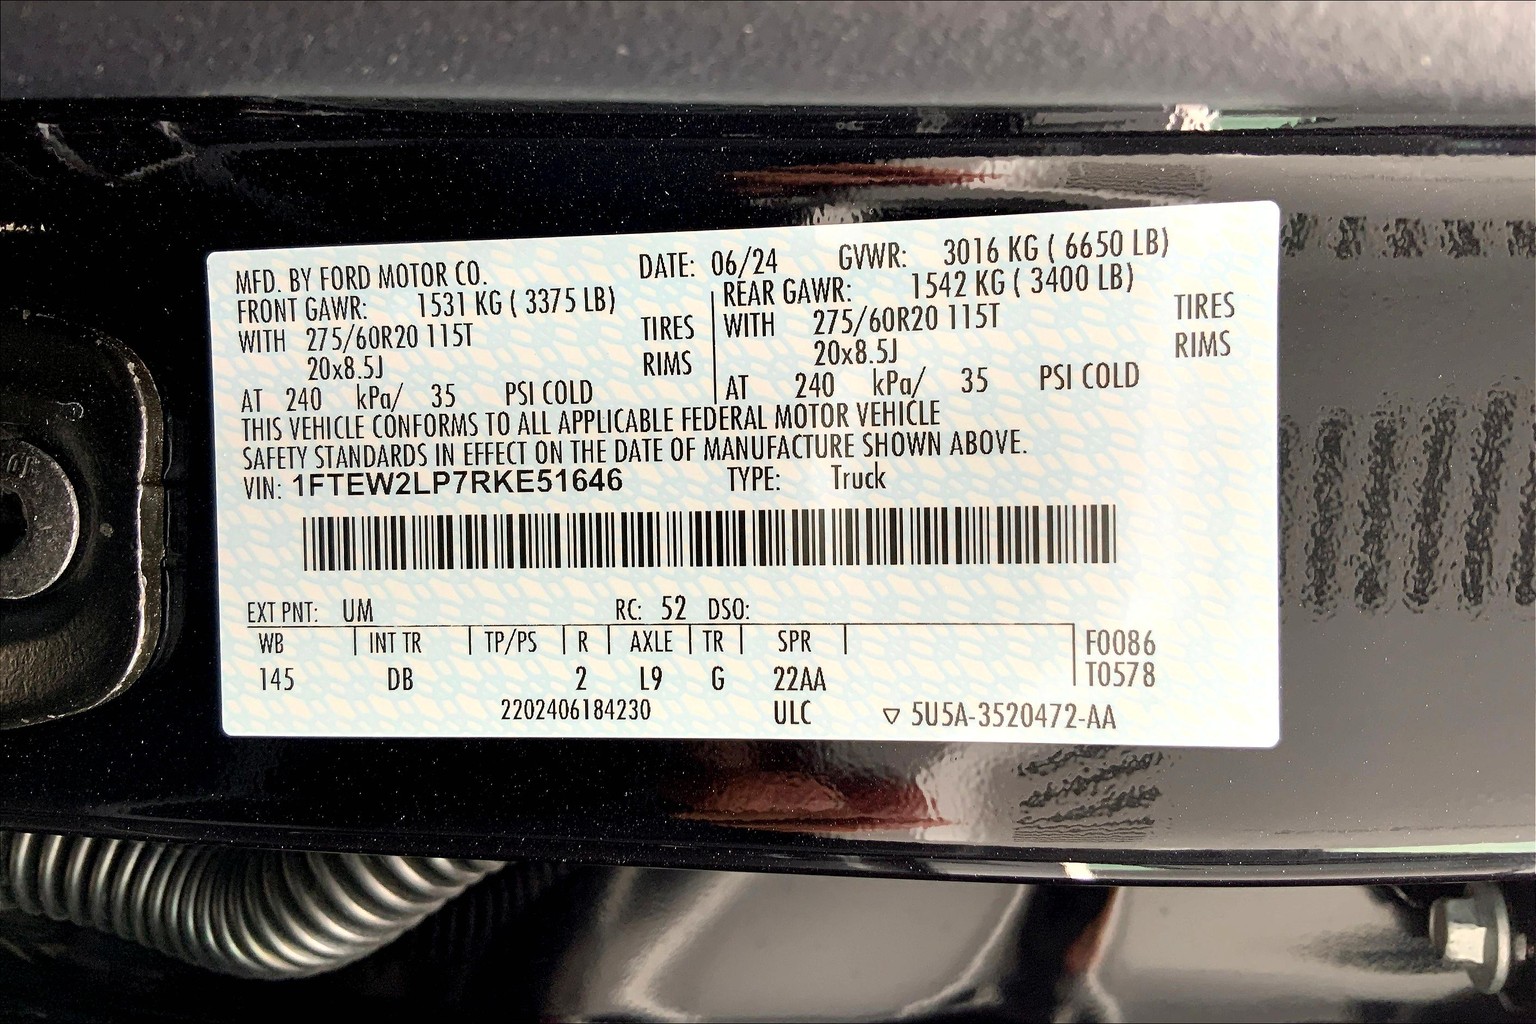 MFD. BY FORD MOTOR CO. DATE: 06/24 GVWR: 3016 KG ( 6650 LB)
FRONT GAWR: 1531 KG ( 3375 LB) REAR GAWR: 1542 KG ( 3400 LB)
WITH 275/60R20 115T TIRES WITH 275/60R20 115T TIRES
20x8.5J RIMS 20x8.5J RIMS
AT 240 kPa/ 35 PSI COLD AT 240 kPa/ 35 PSI COLD
THIS VEHICLE CONFORMS TO ALL APPLICABLE FEDERAL MOTOR VEHICLE
SAFETY STANDARDS IN EFFECT ON THE DATE OF MANUFACTURE SHOWN ABOVE.
VIN: 1FTEW2LP7RKE51646 TYPE: Truck
EXT PNT: UM RC: 52 DSO:
WB INT TR TP/PS R AXLE TR SPR F0086
145 DB 2 L9 G 22AA T0578
2202406184230 ULC ▽ 5U5A-3520472-AA